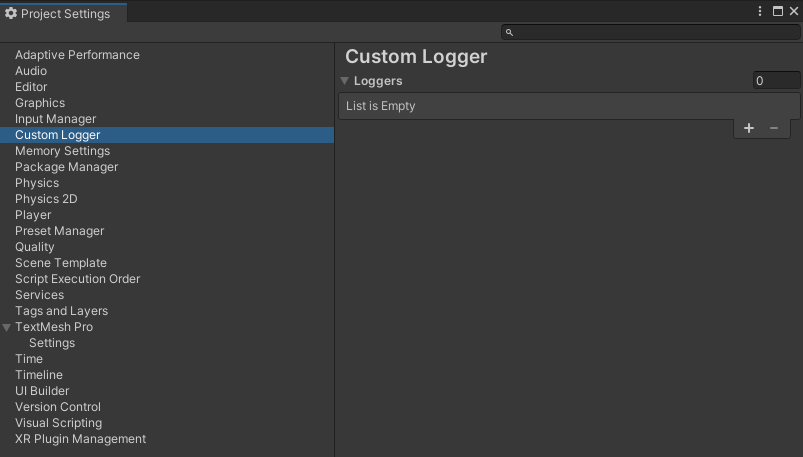 Project Settings
Adaptive Performance
Audio
Editor
Graphics
Input Manager
Custom Logger
Memory Settings
Package Manager
Physics
Physics 2D
Player
Preset Manager
Quality
Scene Template
Script Execution Order
Services
Tags and Layers
TextMesh Pro
Settings
Time
Timeline
UI Builder
Version Control
Visual Scripting
XR Plugin Management
Custom Logger
Loggers 0
List is Empty